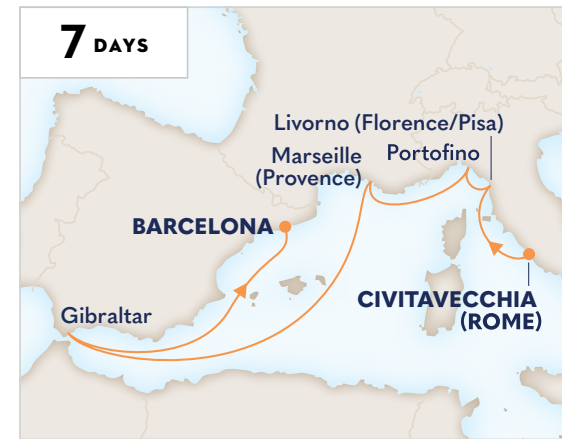 7 DAYS
Livorno (Florence/Pisa)
Marseille
(Provence)
Portofino
BARCELONA
CIVITAVECCHIA
(ROME)
Gibraltar